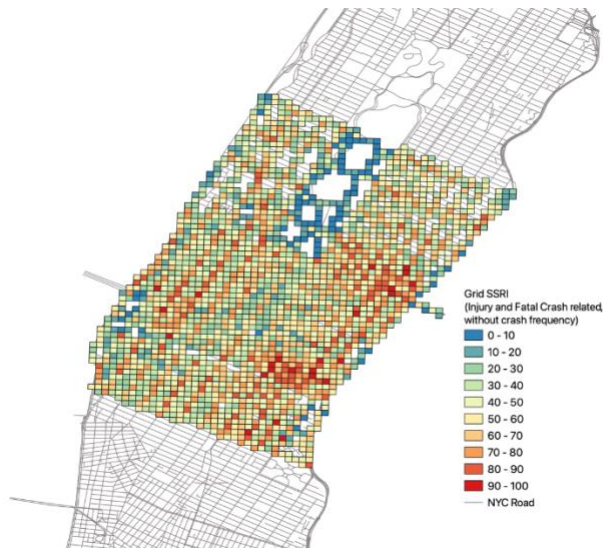 Grid SSRI
(Injury and Fatal Crash related,
without crash frequency)
0 - 10
10 - 20
20 - 30
30 - 40
40 - 50
50 - 60
60 - 70
70 - 80
80 - 90
90 - 100
NYC Road